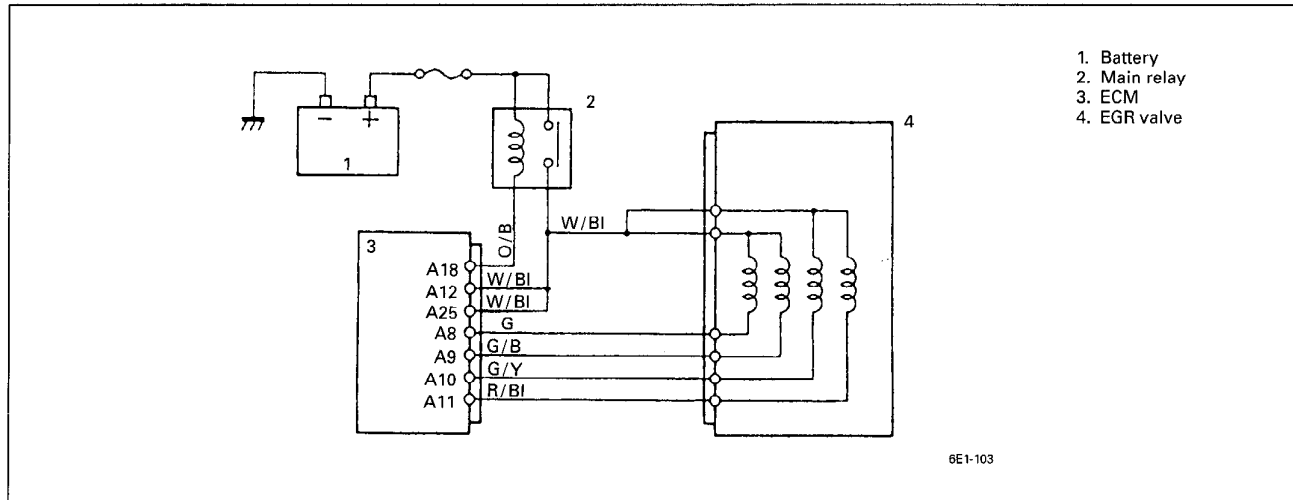 1. Battery
2. Main relay
3. ECM
4. EGR valve
2
4
− +
1
W/Bl
O/B
3
A18
A12 W/Bl
A25 W/Bl
A8 G
A9 G/B
A10 G/Y
A11 R/Bl
6E1-103